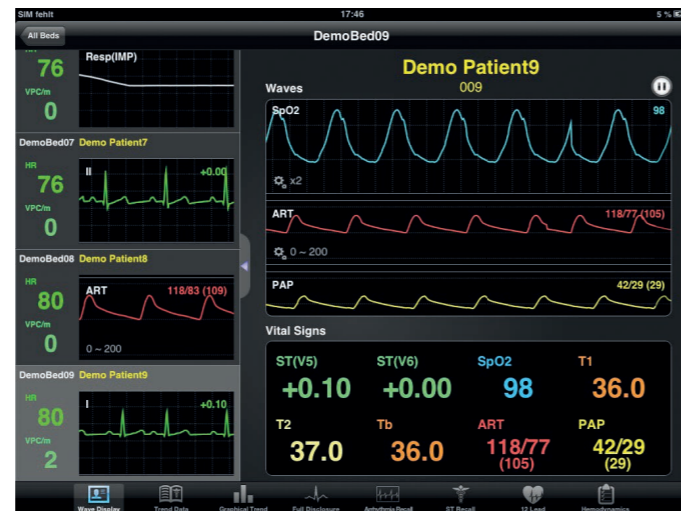 SIM fehlt 17:46 5 %
All Beds DemoBed09
76
Resp(IMP)
VPC/m
0
DemoBed07 Demo Patient7
HR
76
II +0.00
VPC/m
0
DemoBed08 Demo Patient8
HR
80
ART 118/83 (109)
VPC/m
0
0 ~ 200
DemoBed09 Demo Patient9
HR
80
I +0.10
VPC/m
2
Demo Patient9
Waves 009
SpO2 98
x2
ART 118/77 (105)
0 ~ 200
PAP 42/29 (29)
Vital Signs
ST(V5) ST(V6) SpO2 T1
+0.10 +0.00 98 36.0
T2 Tb ART PAP
37.0 36.0 118/77 42/29
(105) (29)
Wave Display Trend Data Graphical Trend Full Disclosure Arrhythmia Recall ST Recall 12 Lead Hemodynamics